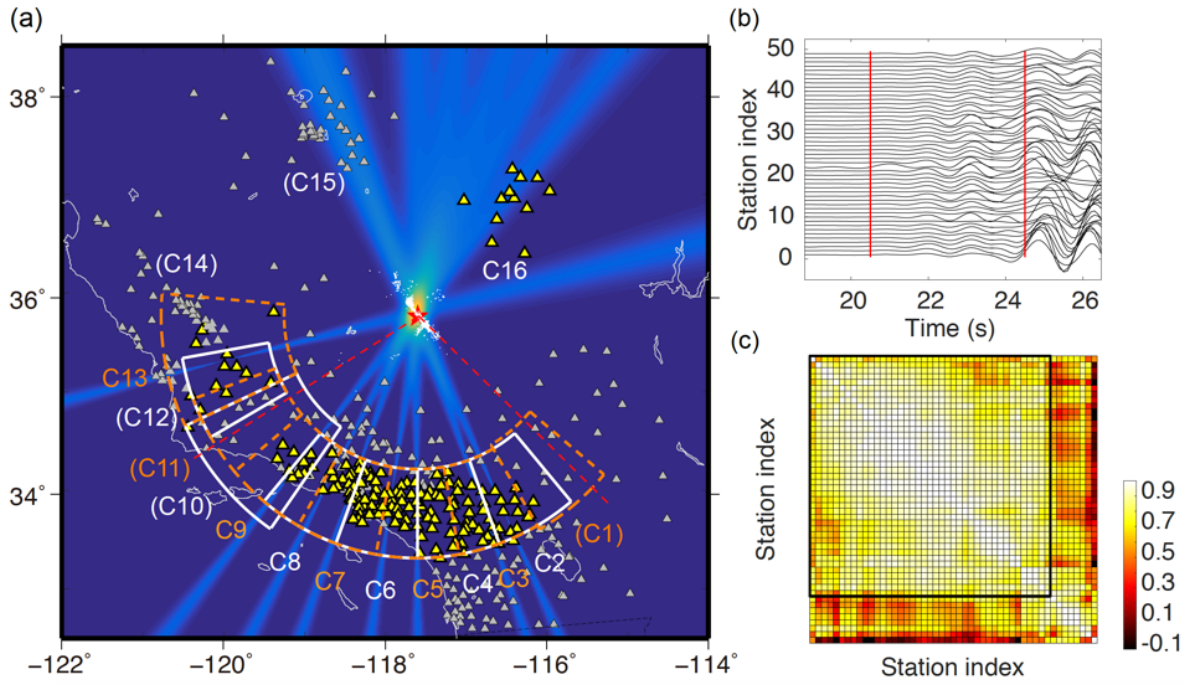 (a)
38°
36°
34°
−122°
−120°
−118°
−116°
−114°
(C15)
C16
(C14)
C13
(C12)
(C11)
(C10)
C9
C8
C7
C6
C5
C4
C3
C2
(C1)
(b)
Station index
50
40
30
20
10
0
20
22
24
26
Time (s)
(c)
Station index
Station index
0.9
0.7
0.5
0.3
0.1
-0.1